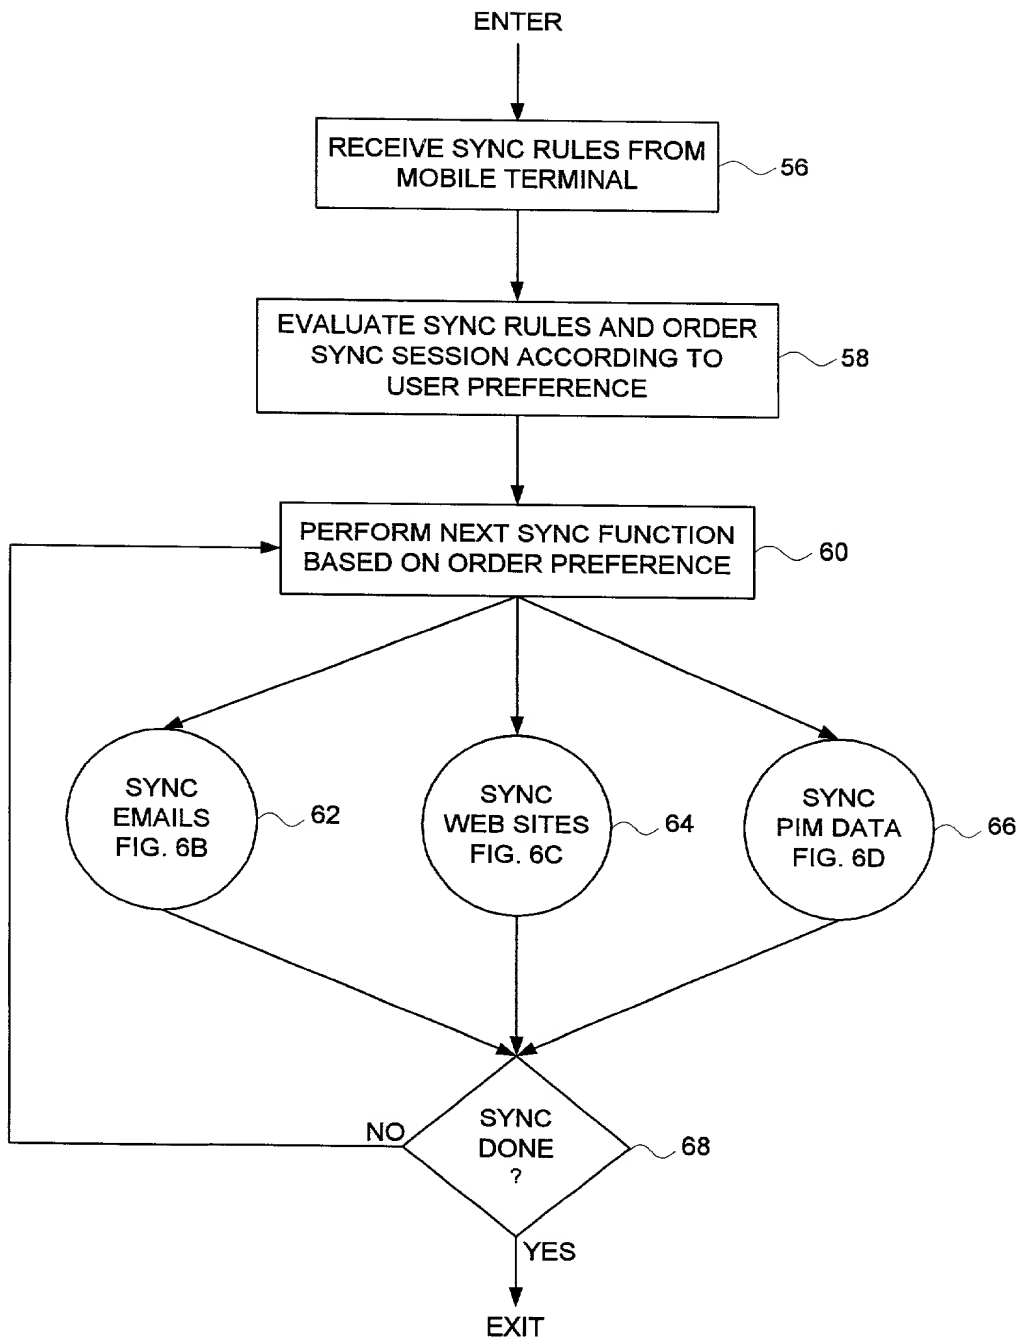 ENTER
RECEIVE SYNC RULES FROM
MOBILE TERMINAL
56
EVALUATE SYNC RULES AND ORDER
SYNC SESSION ACCORDING TO
USER PREFERENCE
58
PERFORM NEXT SYNC FUNCTION
BASED ON ORDER PREFERENCE
60
SYNC
EMAILS
FIG. 6B
62
SYNC
WEB SITES
FIG. 6C
64
SYNC
PIM DATA
FIG. 6D
66
SYNC
DONE
?
68
NO
YES
EXIT